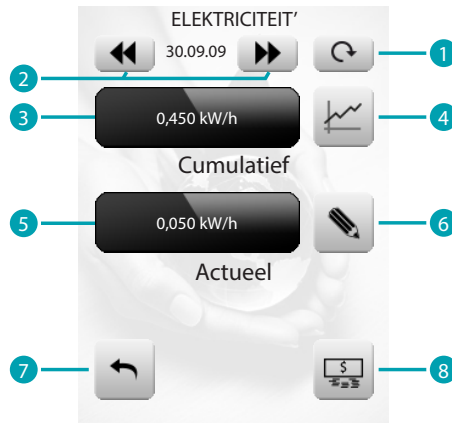 ELEKTRICITEIT'
30.09.09
1
2
3
0,450 kW/h
4
Cumulatief
5
0,050 kW/h
6
Actueel
7
$
8